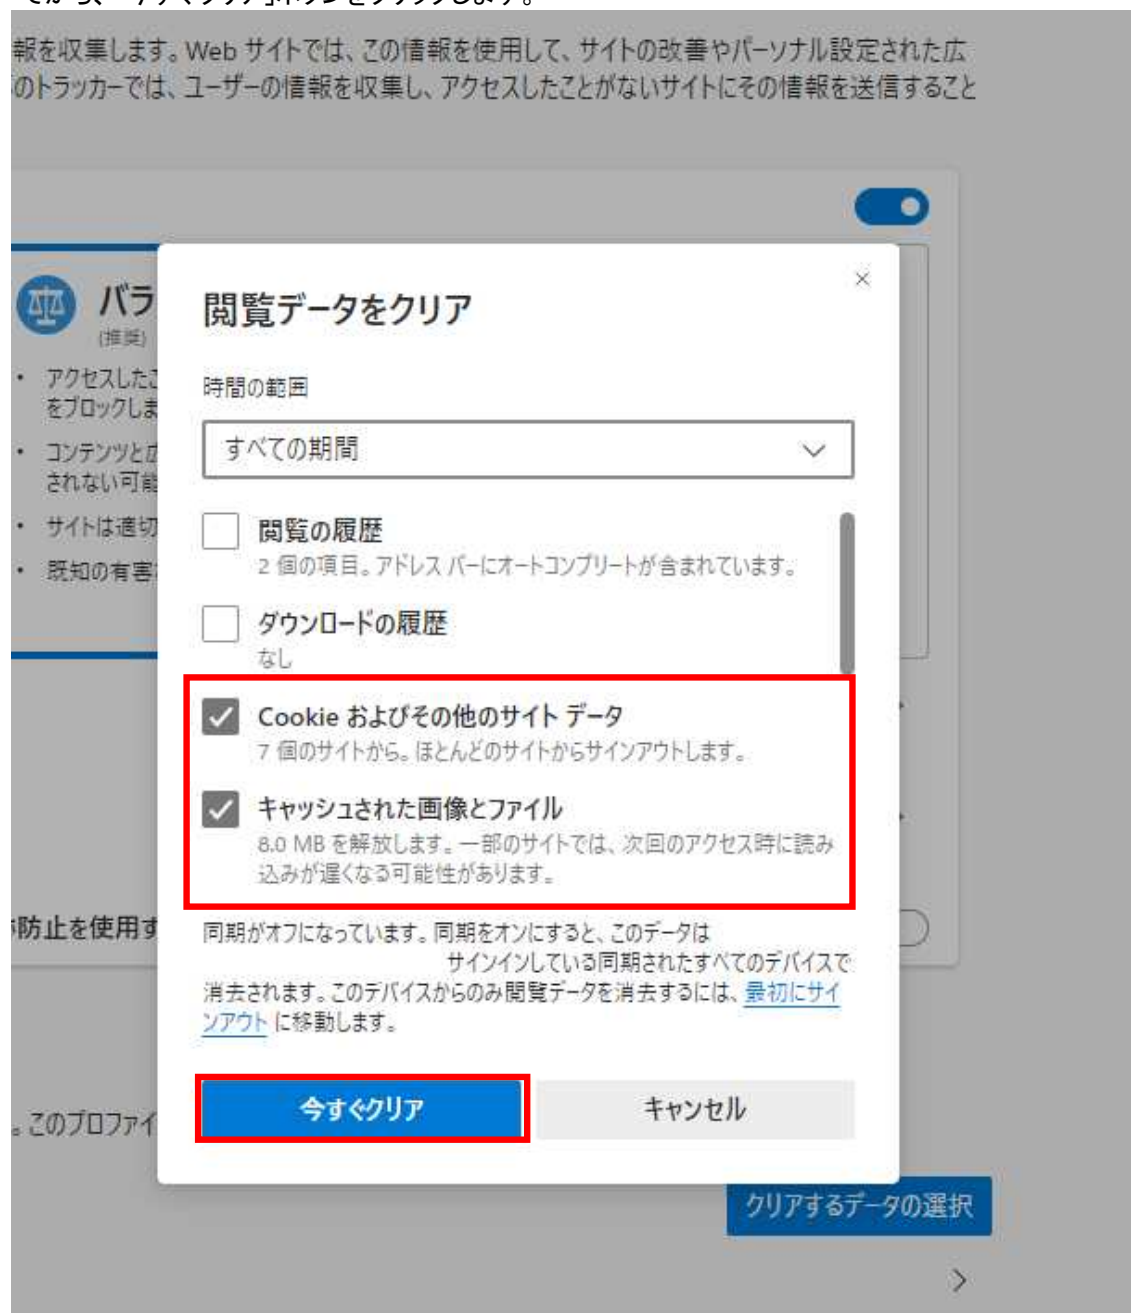 報を収集します。Web サイトでは、この情報を使用して、サイトの改善やパーソナル設定された広
のトラッカーでは、ユーザーの情報を収集し、アクセスしたことがないサイトにその情報を送信すること
バラ
(推奨)
• アクセスしたこ
をブロックしま
• コンテンツと広
されない可能
• サイトは適切
• 既知の有害
閲覧データをクリア
時間の範囲
すべての期間
閲覧の履歴
2 個の項目。アドレス バーにオートコンプリートが含まれています。
ダウンロードの履歴
なし
Cookie およびその他のサイト データ
7 個のサイトから。ほとんどのサイトからサインアウトします。
キャッシュされた画像とファイル
8.0 MB を解放します。一部のサイトでは、次回のアクセス時に読み
込みが遅くなる可能性があります。
防止を使用す
同期がオフになっています。同期をオンにすると、このデータは
サインインしている同期されたすべてのデバイスで
消去されます。このデバイスからのみ閲覧データを消去するには、最初にサイ
ンアウト に移動します。
今すぐクリア
キャンセル
。このプロファイ
クリアするデータの選択